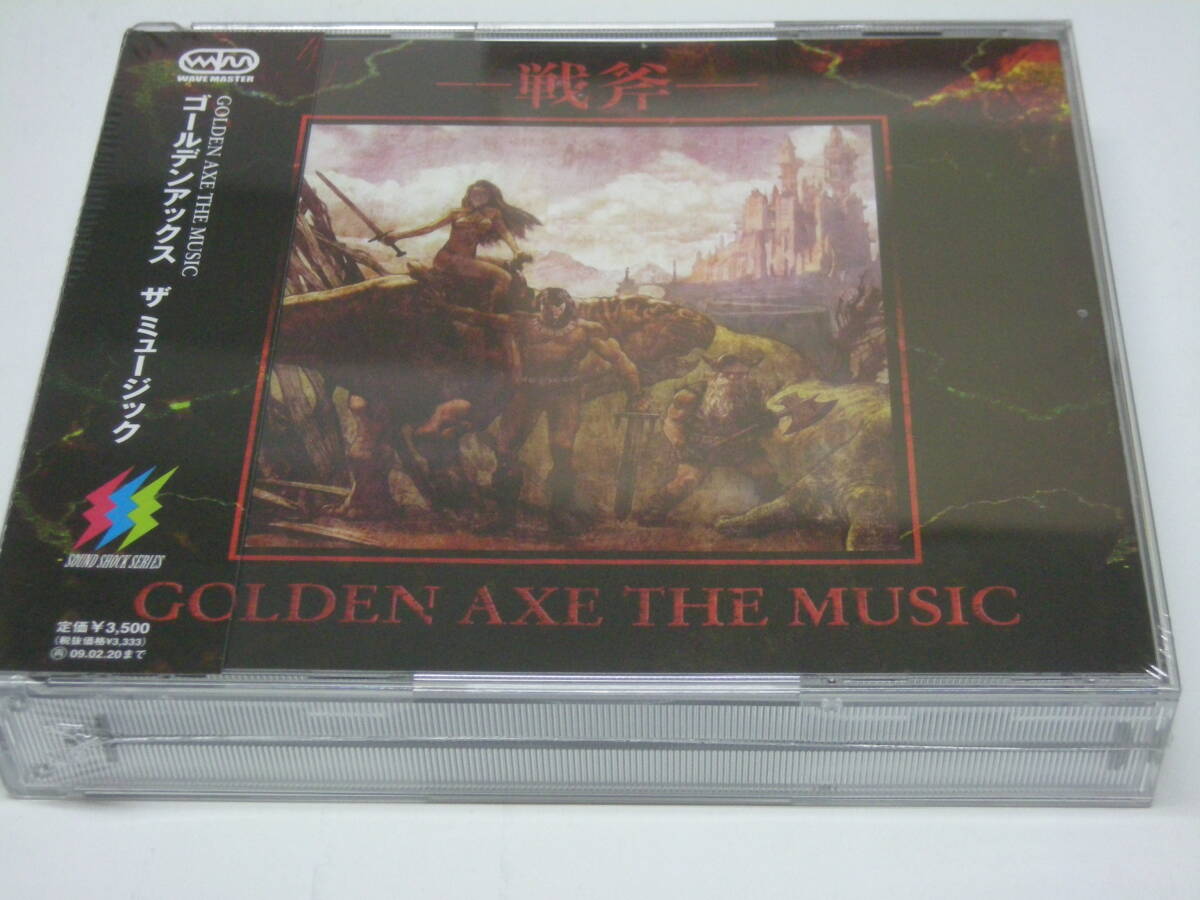 WAVE MASTER
GOLDEN AXE THE MUSIC
ゴールデンアックス ザ ミュージック
SOUND SHOCK SERIES
定価¥3,500
(税抜価格¥3,333)
再 09.02.20まで
戦斧
GOLDEN AXE THE MUSIC